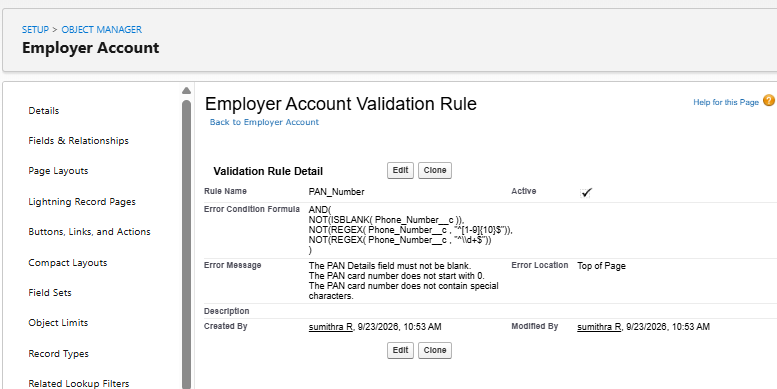 SETUP > OBJECT MANAGER
Employer Account
Details
Fields & Relationships
Page Layouts
Lightning Record Pages
Buttons, Links, and Actions
Compact Layouts
Field Sets
Object Limits
Record Types
Related Lookup Filters
Employer Account Validation Rule
Help for this Page ?
Back to Employer Account
Validation Rule Detail Edit Clone
Rule Name PAN_Number Active ✓
Error Condition Formula AND(
NOT(ISBLANK( Phone_Number__c )),
NOT(REGEX( Phone_Number__c , "^[1-9]{10}$")),
NOT(REGEX( Phone_Number__c , "^\\d+$"))
)
Error Message The PAN Details field must not be blank. Error Location Top of Page
The PAN card number does not start with 0.
The PAN card number does not contain special
characters.
Description
Created By sumithra R, 9/23/2026, 10:53 AM Modified By sumithra R, 9/23/2026, 10:53 AM
Edit Clone